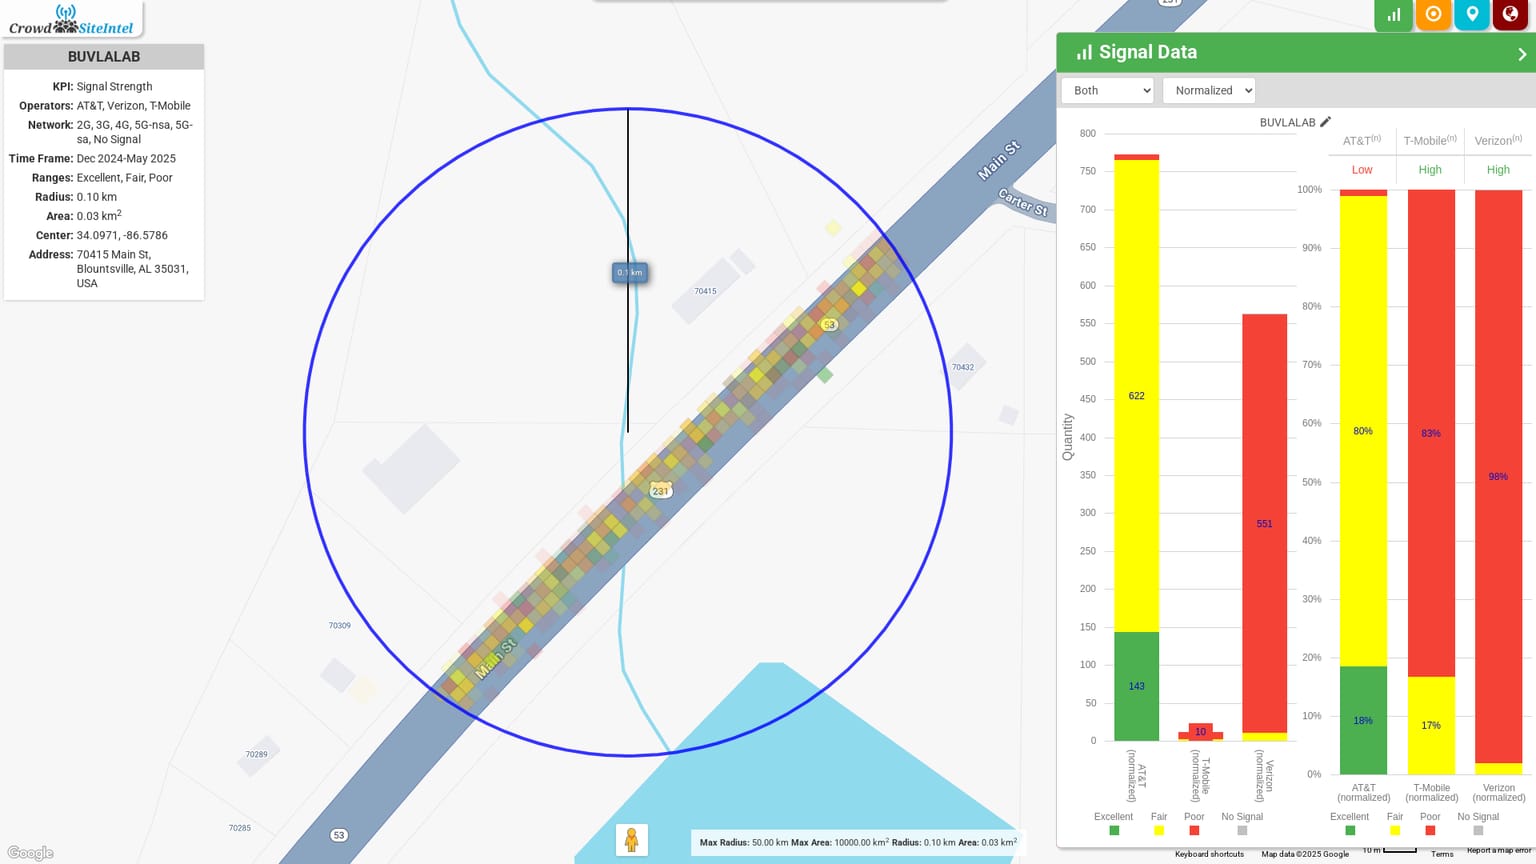 Crowd SiteIntel
BUVLALAB
KPI: Signal Strength
Operators: AT&T, Verizon, T-Mobile
Network: 2G, 3G, 4G, 5G-nsa, 5G-
sa, No Signal
Time Frame: Dec 2024-May 2025
Ranges: Excellent, Fair, Poor
Radius: 0.10 km
Area: 0.03 km²
Center: 34.0971, -86.5786
Address: 70415 Main St,
Blountsville, AL 35031,
USA
231
Main St
Carter St
0.1 km
70415
53
70432
231
Main St
70309
70289
70285
53
Google
Max Radius: 50.00 km Max Area: 10000.00 km² Radius: 0.10 km Area: 0.03 km²
Signal Data
Both
Normalized
BUVLALAB
800
750
700
650
600
550
500
450
400
350
300
250
200
150
100
50
0
Quantity
622
143
10
551
AT&T
(normalized)
T-Mobile
(normalized)
Verizon
(normalized)
Excellent
Fair
Poor
No Signal
AT&T(n)
T-Mobile(n)
Verizon(n)
Low
High
High
100%
90%
80%
70%
60%
50%
40%
30%
20%
10%
0%
80%
18%
83%
17%
98%
AT&T
(normalized)
T-Mobile
(normalized)
Verizon
(normalized)
Excellent
Fair
Poor
No Signal
Keyboard shortcuts
Map data ©2025 Google
10 m
Terms
Report a map error